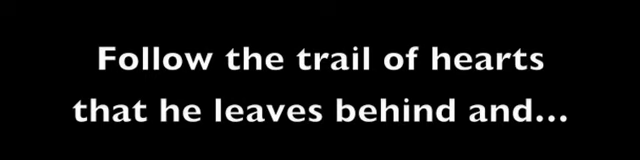 Follow the trail of hearts
that he leaves behind and...